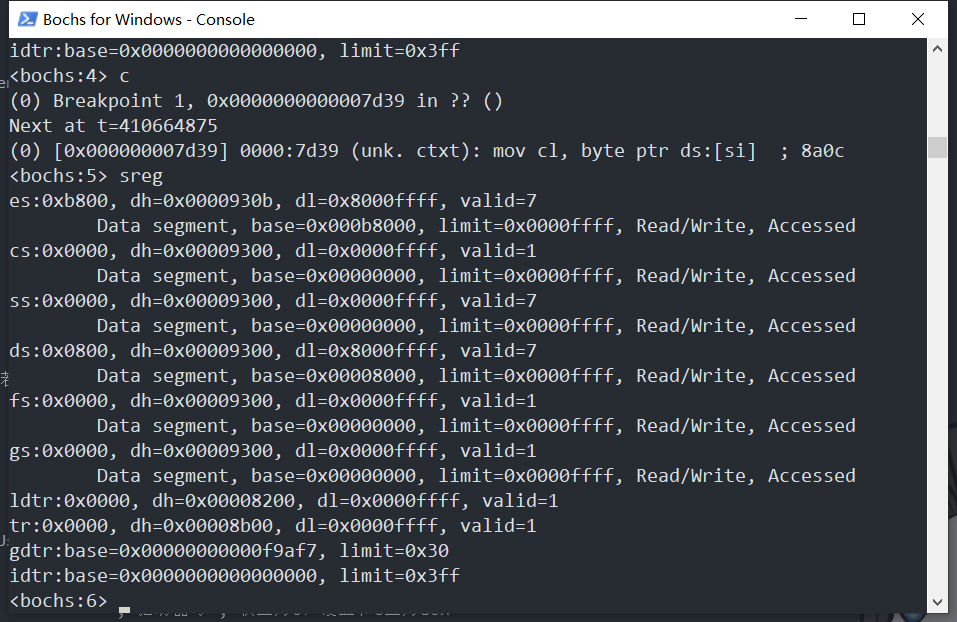 Bochs for Windows - Console
idtr:base=0x0000000000000000, limit=0x3ff
<bochs:4> c
(0) Breakpoint 1, 0x0000000000007d39 in ?? ()
Next at t=410664875
(0) [0x000000007d39] 0000:7d39 (unk. ctxt): mov cl, byte ptr ds:[si]  ; 8a0c
<bochs:5> sreg
es:0xb800, dh=0x0000930b, dl=0x8000ffff, valid=7
        Data segment, base=0x000b8000, limit=0x0000ffff, Read/Write, Accessed
cs:0x0000, dh=0x00009300, dl=0x0000ffff, valid=1
        Data segment, base=0x00000000, limit=0x0000ffff, Read/Write, Accessed
ss:0x0000, dh=0x00009300, dl=0x0000ffff, valid=7
        Data segment, base=0x00000000, limit=0x0000ffff, Read/Write, Accessed
ds:0x0800, dh=0x00009300, dl=0x8000ffff, valid=7
        Data segment, base=0x00008000, limit=0x0000ffff, Read/Write, Accessed
fs:0x0000, dh=0x00009300, dl=0x0000ffff, valid=1
        Data segment, base=0x00000000, limit=0x0000ffff, Read/Write, Accessed
gs:0x0000, dh=0x00009300, dl=0x0000ffff, valid=1
        Data segment, base=0x00000000, limit=0x0000ffff, Read/Write, Accessed
ldtr:0x0000, dh=0x00008200, dl=0x0000ffff, valid=1
tr:0x0000, dh=0x00008b00, dl=0x0000ffff, valid=1
gdtr:base=0x00000000000f9af7, limit=0x30
idtr:base=0x0000000000000000, limit=0x3ff
<bochs:6>